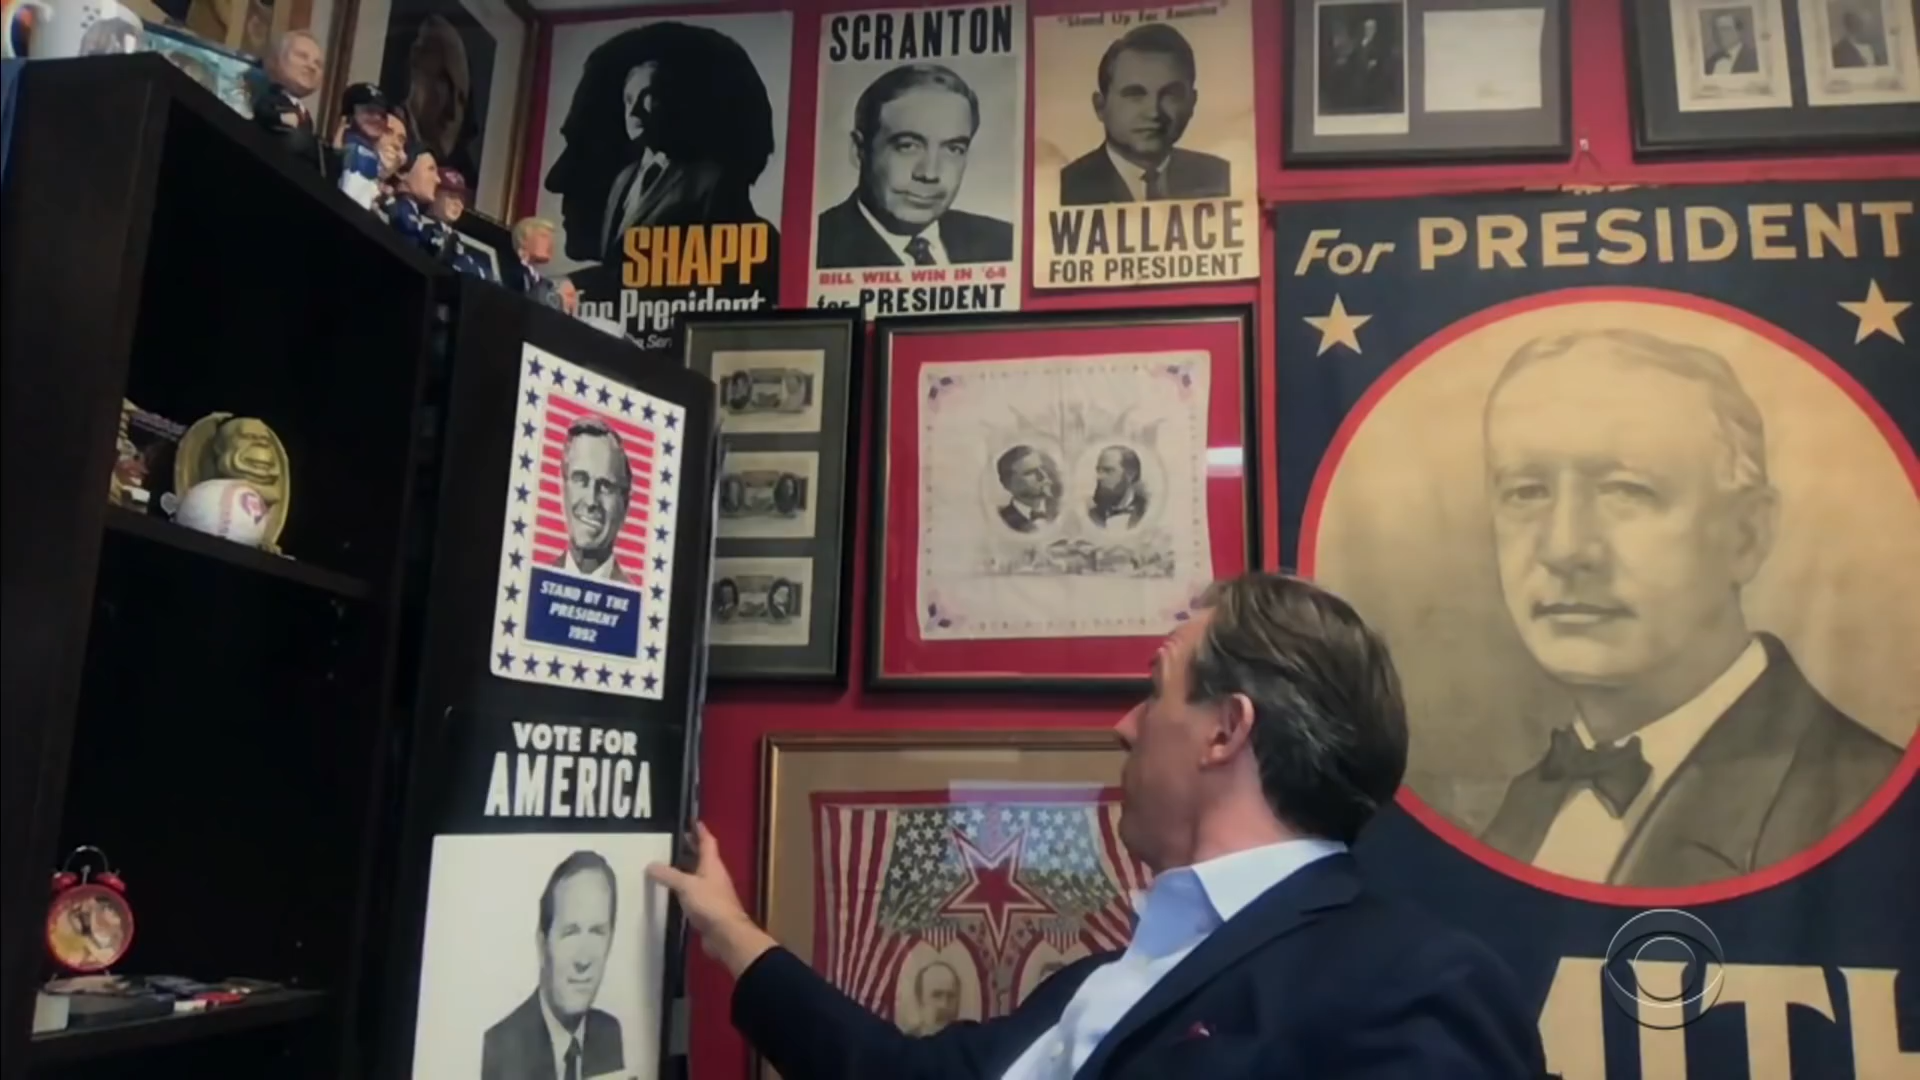 SHAPP
for President
SCRANTON
BILL WILL WIN IN '64
for PRESIDENT
"Stand Up For America"
WALLACE
FOR PRESIDENT
For PRESIDENT
STAND BY THE
PRESIDENT
1992
VOTE FOR
AMERICA